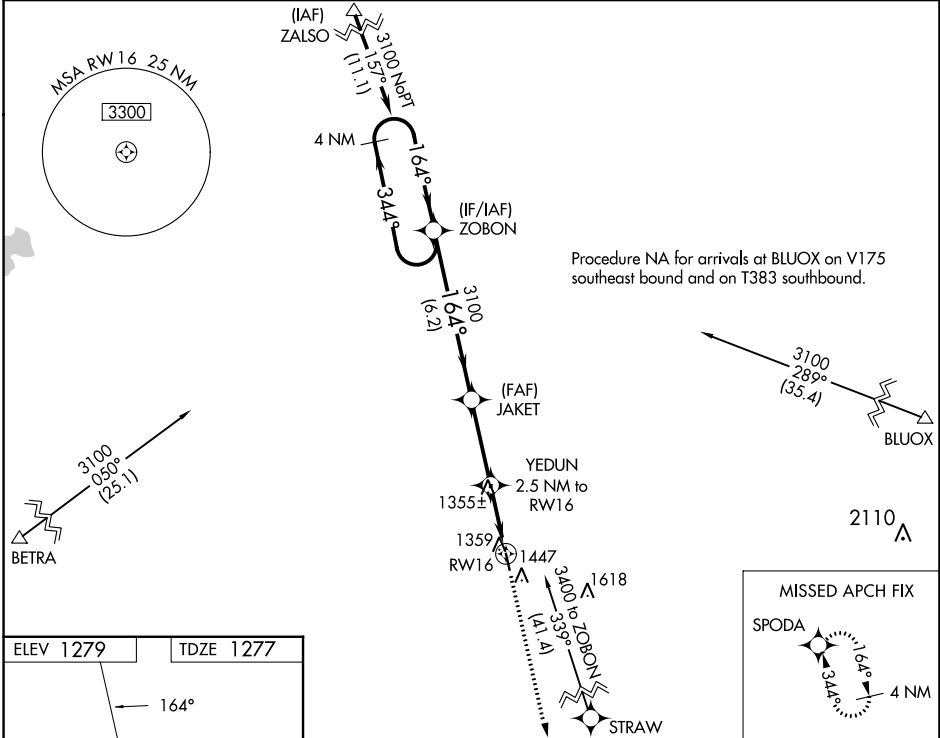 (IAF)
ZALSO
3100 NoPT
157°
(11.1)
MSA RW16 25 NM
3300
4 NM
164°
344°
(IF/IAF)
ZOBON
Procedure NA for arrivals at BLUOX on V175
southeast bound and on T383 southbound.
3100
164°
(6.2)
3100
289°
(35.4)
BLUOX
(FAF)
JAKET
3100
050°
(25.1)
BETRA
YEDUN
2.5 NM to
RW16
1355±
2110
1359
RW16
1447
1618
3400 to ZOBON
339°
(41.4)
STRAW
MISSED APCH FIX
SPODA
164°
344°
4 NM
ELEV 1279
TDZE 1277
164°